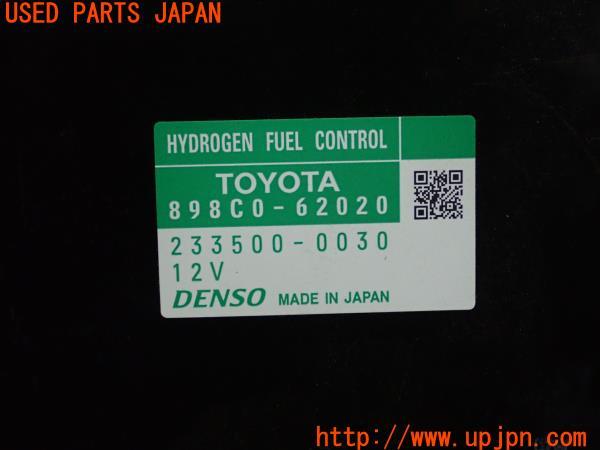 USED PARTS JAPAN
HYDROGEN FUEL CONTROL
TOYOTA
898C0-62020
233500-0030
12V
DENSO MADE IN JAPAN
http://www.upjpn.com/